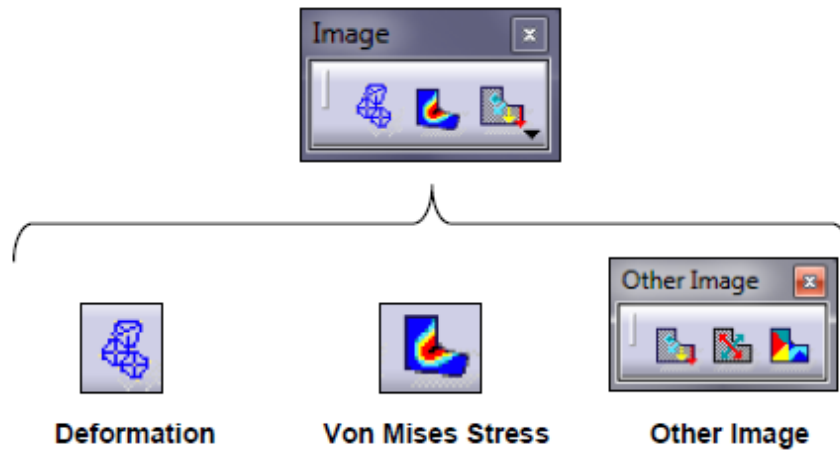 Image
Other Image
Deformation
Von Mises Stress
Other Image